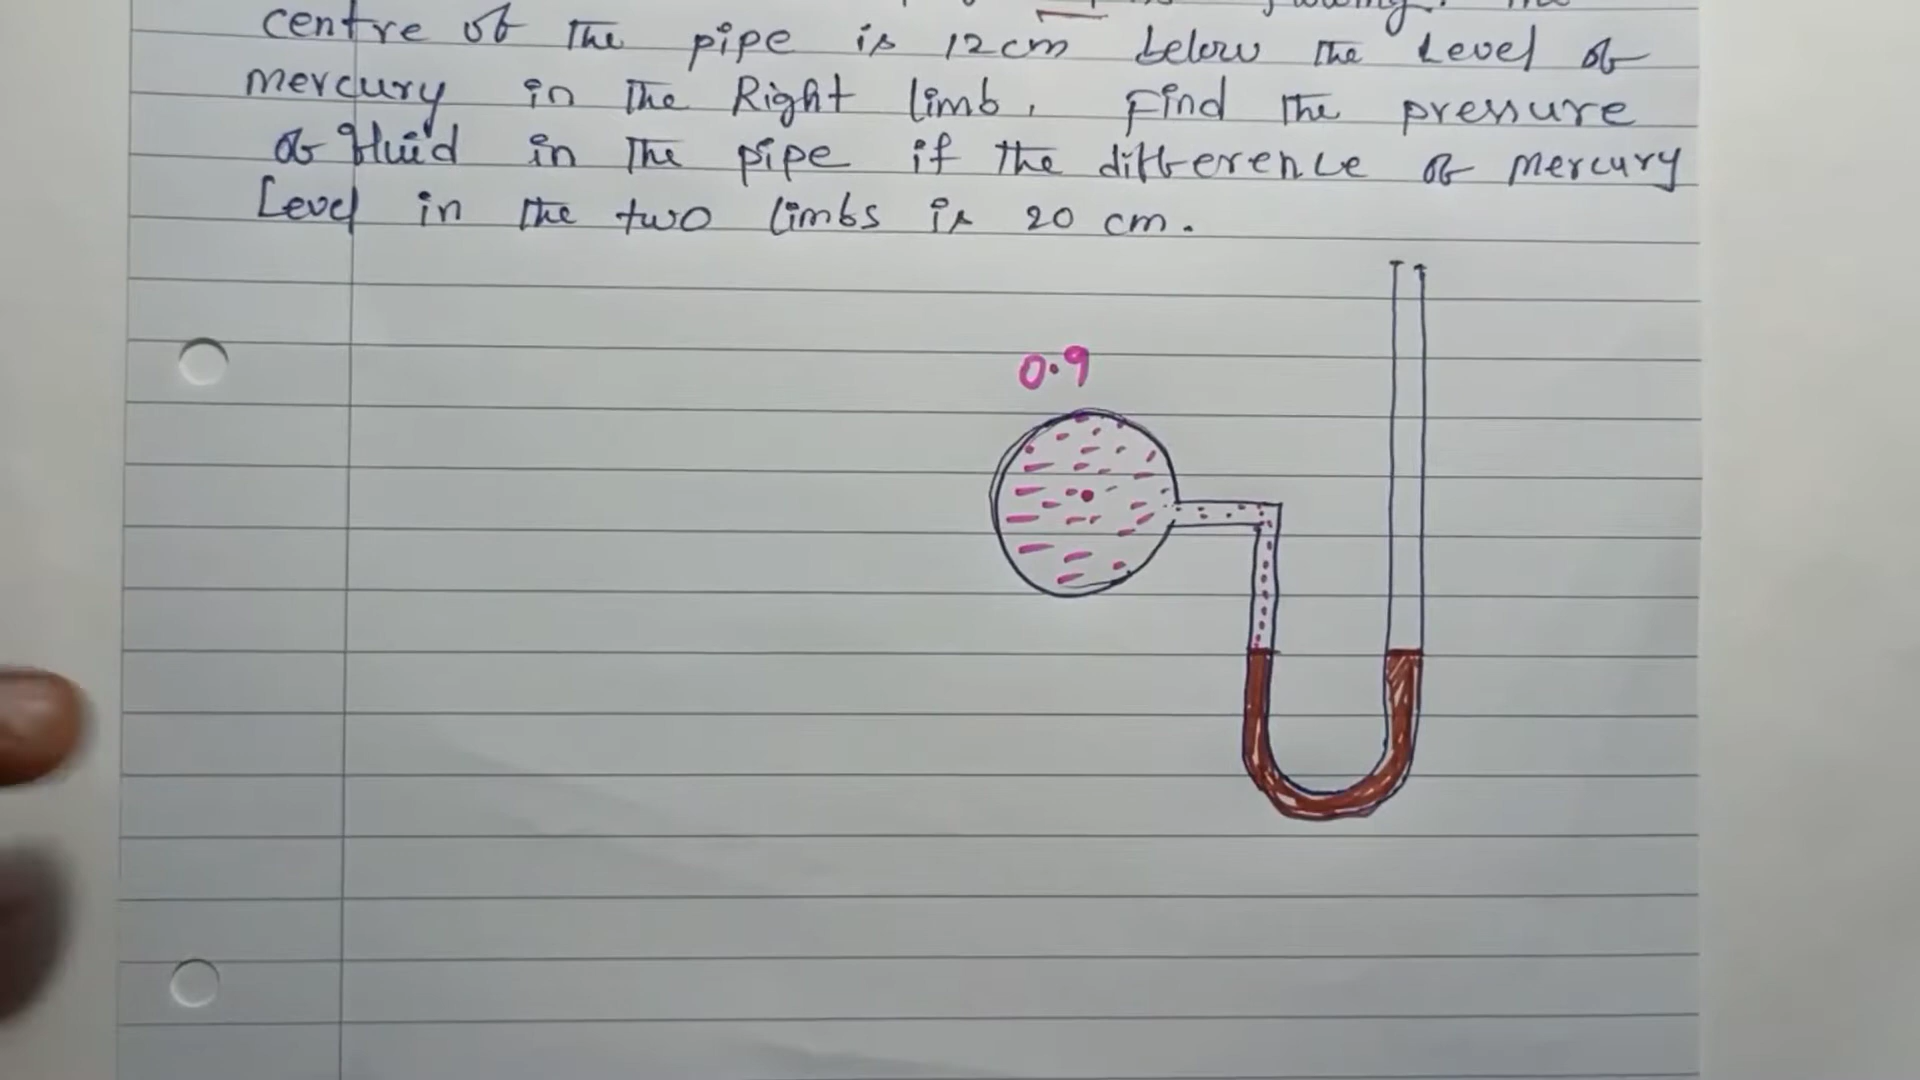 centre of The pipe is 12cm below The Level of
mercury in The Right limb. Find The pressure
of fluid in The pipe if the difference of mercury
Level in the two limbs is 20 cm.
0.9